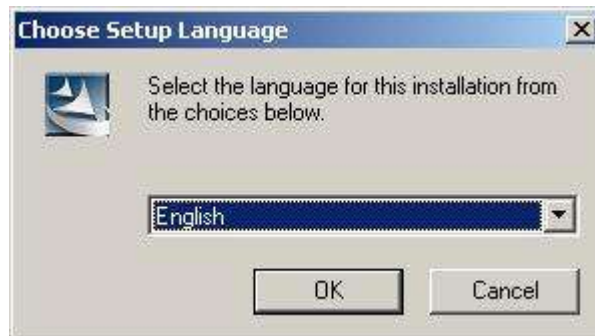 Choose Setup Language
Select the language for this installation from
the choices below.
English
OK
Cancel